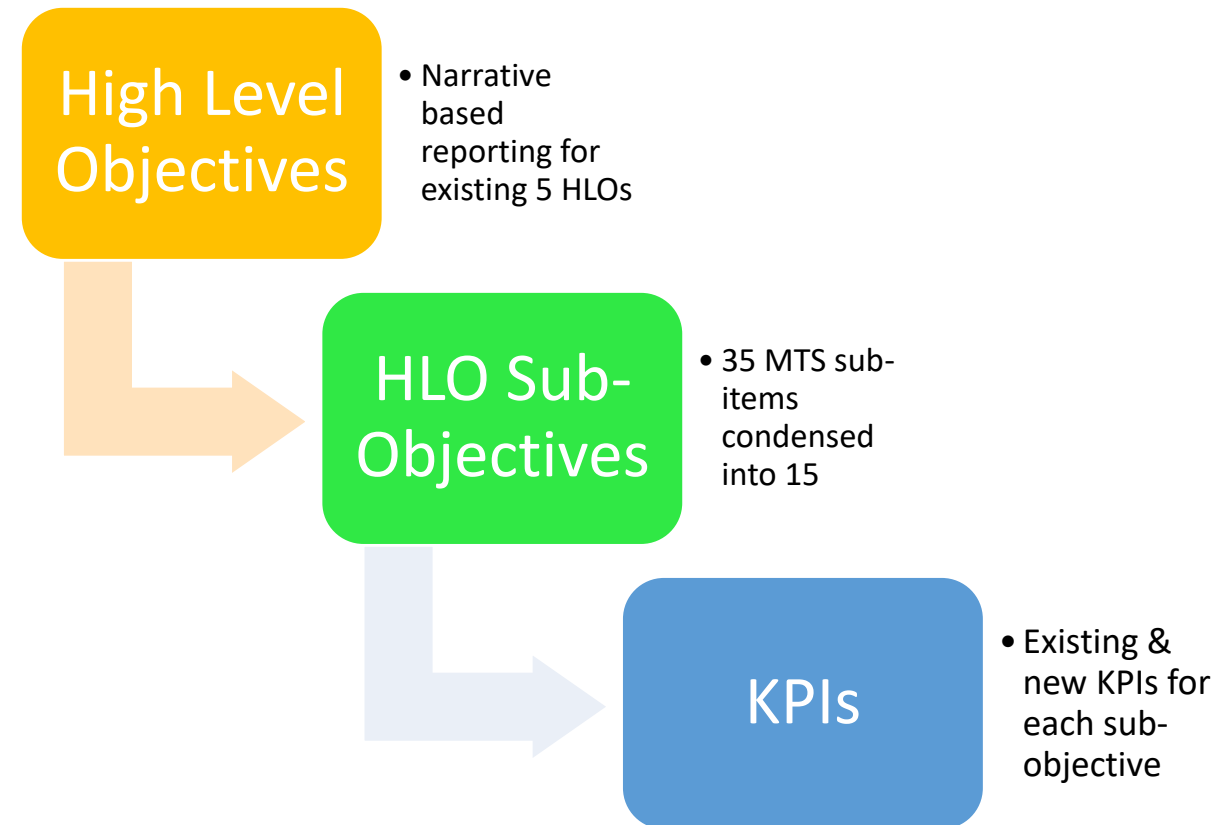 High Level
Objectives
• Narrative
based
reporting for
existing 5 HLOs
HLO Sub-
Objectives
• 35 MTS sub-
items
condensed
into 15
KPIs
• Existing &
new KPIs for
each sub-
objective